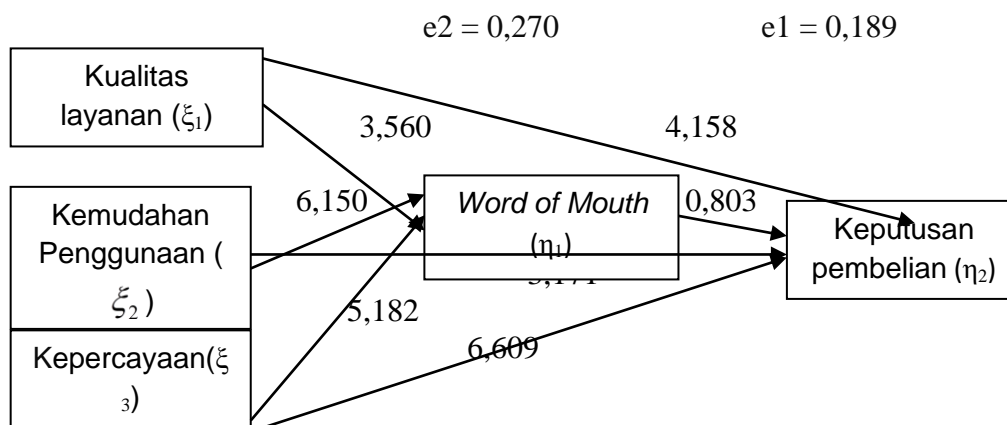 e2 = 0,270
e1 = 0,189
Kualitas
layanan (ξ₁)
3,560
4,158
Kemudahan
Penggunaan (
ξ₂ )
6,150
Word of Mouth
(η₁)
0,803
Keputusan
pembelian (η₂)
5,182
6,609
Kepercayaan(ξ
₃)